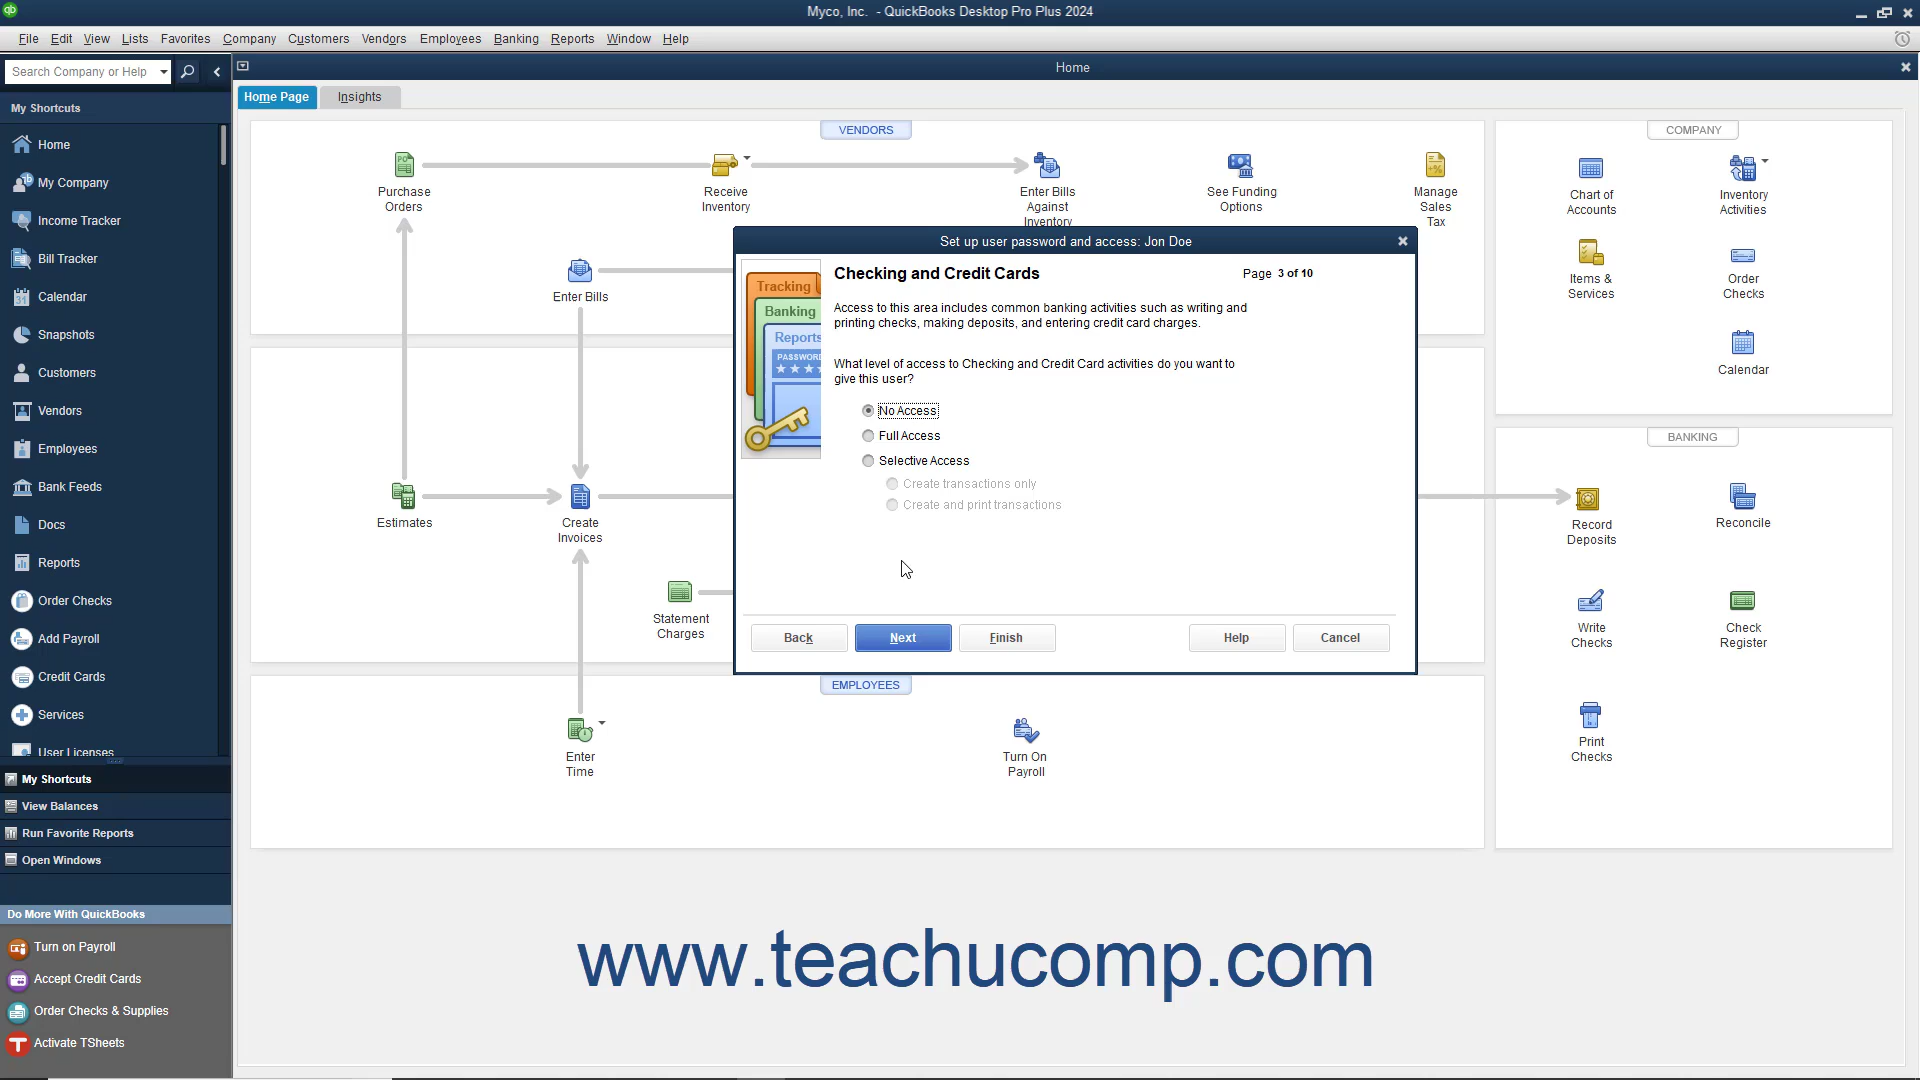 Myco, Inc. - QuickBooks Desktop Pro Plus 2024
File Edit View Lists Favorites Company Customers Vendors Employees Banking Reports Window Help
Search Company or Help
Home
Home Page Insights
My Shortcuts
Home
My Company
Income Tracker
Bill Tracker
Calendar
Snapshots
Customers
Vendors
Employees
Bank Feeds
Docs
Reports
Order Checks
Add Payroll
Credit Cards
Services
User Licenses
My Shortcuts
View Balances
Run Favorite Reports
Open Windows
Do More With QuickBooks
Turn on Payroll
Accept Credit Cards
Order Checks & Supplies
Activate TSheets
VENDORS
Purchase
Orders
Receive
Inventory
Enter Bills
Against
Inventory
See Funding
Options
Manage
Sales
Tax
Enter Bills
Estimates
Create
Invoices
Statement
Charges
EMPLOYEES
Enter
Time
Turn On
Payroll
COMPANY
Chart of
Accounts
Inventory
Activities
Items &
Services
Order
Checks
31
Calendar
BANKING
Record
Deposits
Reconcile
Write
Checks
Check
Register
Print
Checks
Set up user password and access: Jon Doe
Tracking
Banking
Reports
PASSWORD
Checking and Credit Cards
Page 3 of 10
Access to this area includes common banking activities such as writing and
printing checks, making deposits, and entering credit card charges.
What level of access to Checking and Credit Card activities do you want to
give this user?
No Access
Full Access
Selective Access
Create transactions only
Create and print transactions
Back Next Finish Help Cancel
www.teachucomp.com